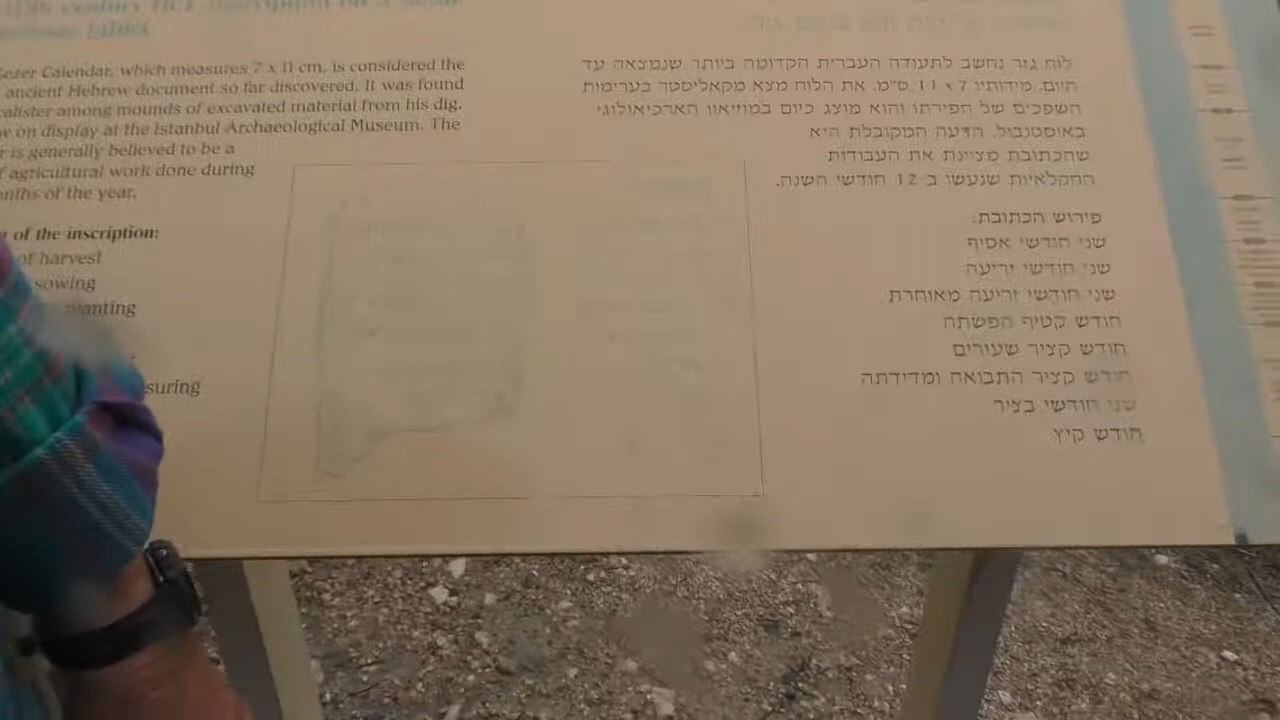 Gezer Calendar, which measures 7 x 11 cm, is considered the
ancient Hebrew document so far discovered. It was found
calister among mounds of excavated material from his dig.
on display at the Istanbul Archaeological Museum. The
r is generally believed to be a
f agricultural work done during
onths of the year.
of the inscription:
of harvest
sowing
planting
suring
לוח גזר נחשב לתעודה העברית הקדומה ביותר שנמצאה עד
היום. מידותיו 7 x 11 ס"מ. את הלוח מצא מקאליסטר בערימות
השפכים של חפירתו והוא מוצג כיום במוזיאון הארכיאולוגי
באיסטנבול. הדעה המקובלת היא
שהכתובת מציינת את העבודות
החקלאיות שנעשו ב 12 חודשי השנה.
פירוש הכתובת:
שני חודשי אסיף
שני חודשי זריעה
שני חודשי זריעה מאוחרת
חודש קטיף הפשתה
חודש קציר שעורים
חודש קציר התבואה ומדידתה
שני חודשי בציר
חודש קיץ